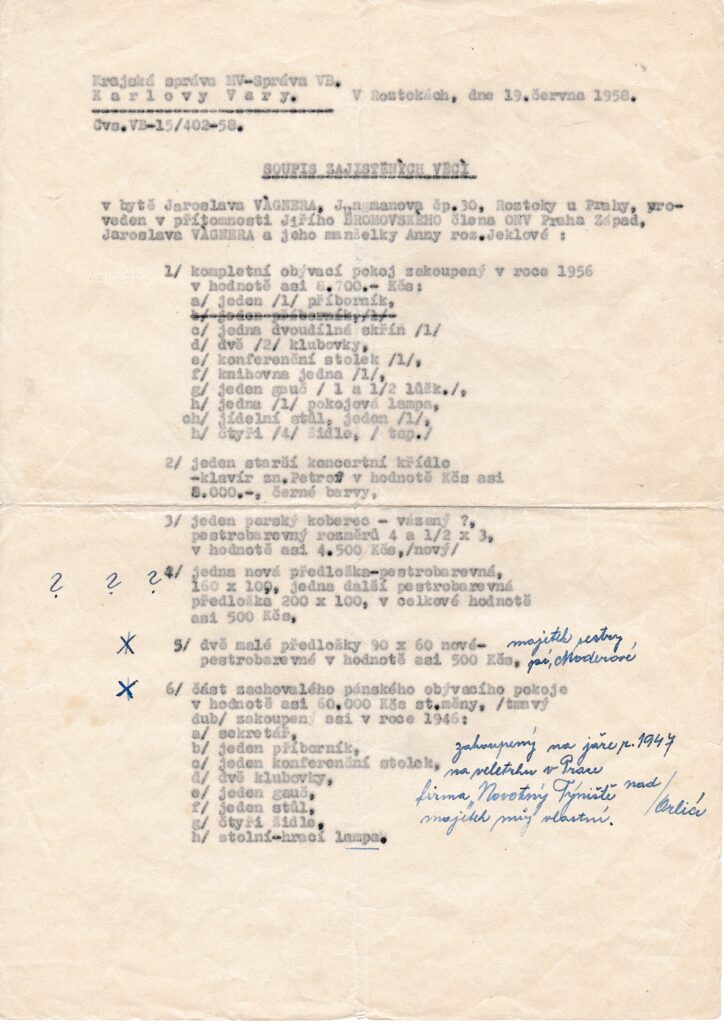 Krajská správa MV-Správa VB.
K a r l o v y  V a r y.
V Roztokách, dne 19.června 1958.
Čvs.VB-15/402-58.
SOUPIS ZAJISTĚNÝCH VĚCÍ
v bytě Jaroslava VÁGNERA, Jungmanova čp.30, Roztoky u Prahy, pro-
veden v přítomnosti Jiřího BROMOVSKÉHO člena ONV Praha Západ,
Jaroslava VÁGNERA a jeho manželky Anny roz.Jeklové :
1/ kompletní obývací pokoj zakoupený v roce 1956
v hodnotě asi 8.700.- Kčs:
a/ jeden /1/ příborník,
b/ jeden příborník,/1/-
c/ jedna dvoudílná skříň /1/
d/ dvě /2/ klubovky,
e/ konferenční stolek /1/,
f/ knihovna jedna /1/,
g/ jeden gauč / 1 a 1/2 lůžk./,
h/ jedna /1/ pokojová lampa,
ch/ jídelní stůl, jeden /1/,
h/ čtyři /4/ židle, / tap./
2/ jeden starší koncertní křídlo
-klavír zn.Petrof v hodnotě Kčs asi
8.000.-, černé barvy,
3/ jeden perský koberec - vázaný ?,
pestrobarevný rozměrů 4 a 1/2 x 3,
v hodnotě asi 4.500 Kčs,/nový/
? ? ? 4/ jedna nová předložka-pestrobarevná,
160 x 100, jedna další pestrobarevná
předložka 200 x 100, v celkové hodnotě
asi 500 Kčs,
X 5/ dvě malé předložky 90 x 60 nové-
pestrobarevné v hodnotě asi 500 Kčs,
majetek sestry
pí, Moderové
X 6/ část zachovalého pánského obývacího pokoje
v hodnotě asi 60.000 Kčs st.měny, /tmavý
dub/ zakoupený asi v roce 1946:
a/ sekretář,
b/ jeden příborník,
c/ jeden konferenční stolek,
d/ dvě klubovky,
e/ jeden gauč,
f/ jeden stůl,
g/ čtyři židle,
h/ stolní-hrací lampa.
zakoupený na jaře r. 1947
na veletrhu v Praze
firma "Novotný Týniště nad
Orlicí
majetek můj vlastní.